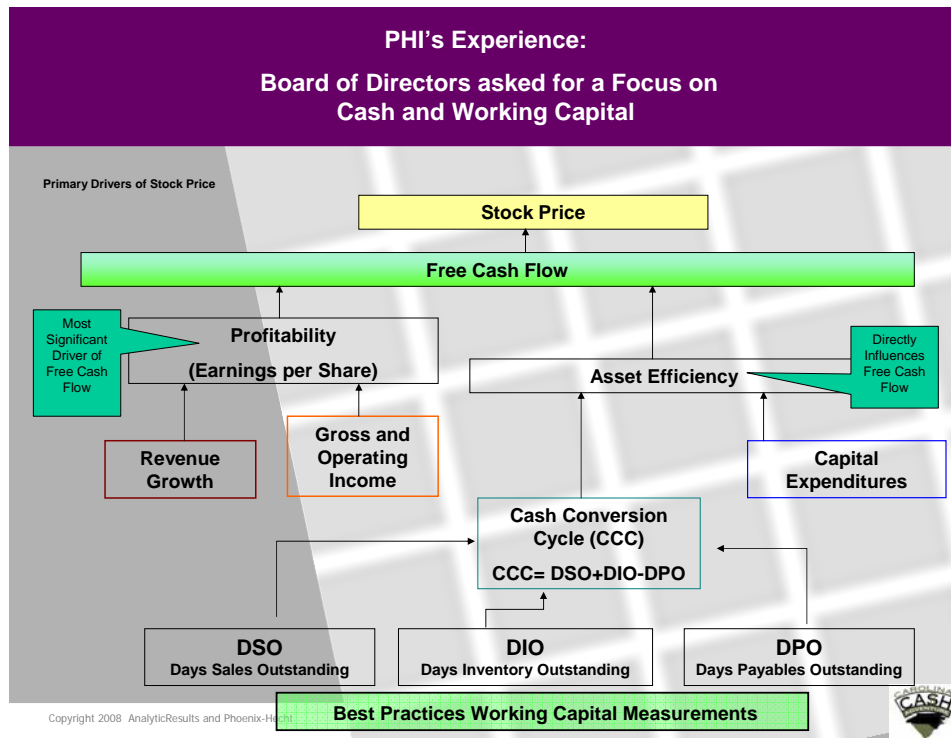 PHI's Experience:
Board of Directors asked for a Focus on
Cash and Working Capital
Primary Drivers of Stock Price
Stock Price
Free Cash Flow
Most
Significant
Driver of
Free Cash
Flow
Profitability
(Earnings per Share)
Asset Efficiency
Directly
Influences
Free Cash
Flow
Revenue
Growth
Gross and
Operating
Income
Capital
Expenditures
Cash Conversion
Cycle (CCC)
CCC= DSO+DIO-DPO
DSO
Days Sales Outstanding
DIO
Days Inventory Outstanding
DPO
Days Payables Outstanding
Best Practices Working Capital Measurements
Copyright 2008 AnalyticResults and Phoenix-Hecht
CAROLINA
CASH